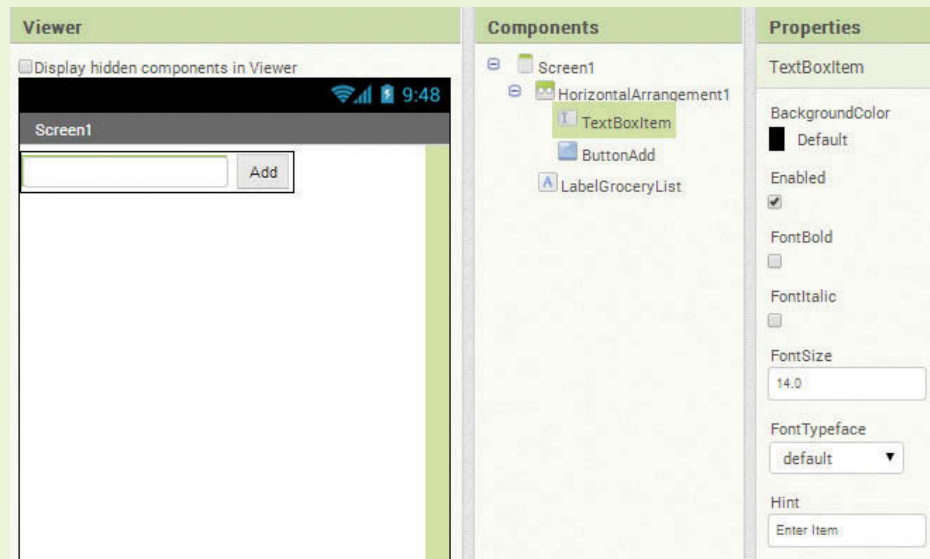 Viewer
Display hidden components in Viewer
9:48
Screen1
Add
Components
Screen1
HorizontalArrangement1
TextBoxItem
ButtonAdd
A LabelGroceryList
Properties
TextBoxItem
BackgroundColor
Default
Enabled
FontBold
FontItalic
FontSize
14.0
FontTypeface
default
Hint
Enter Item